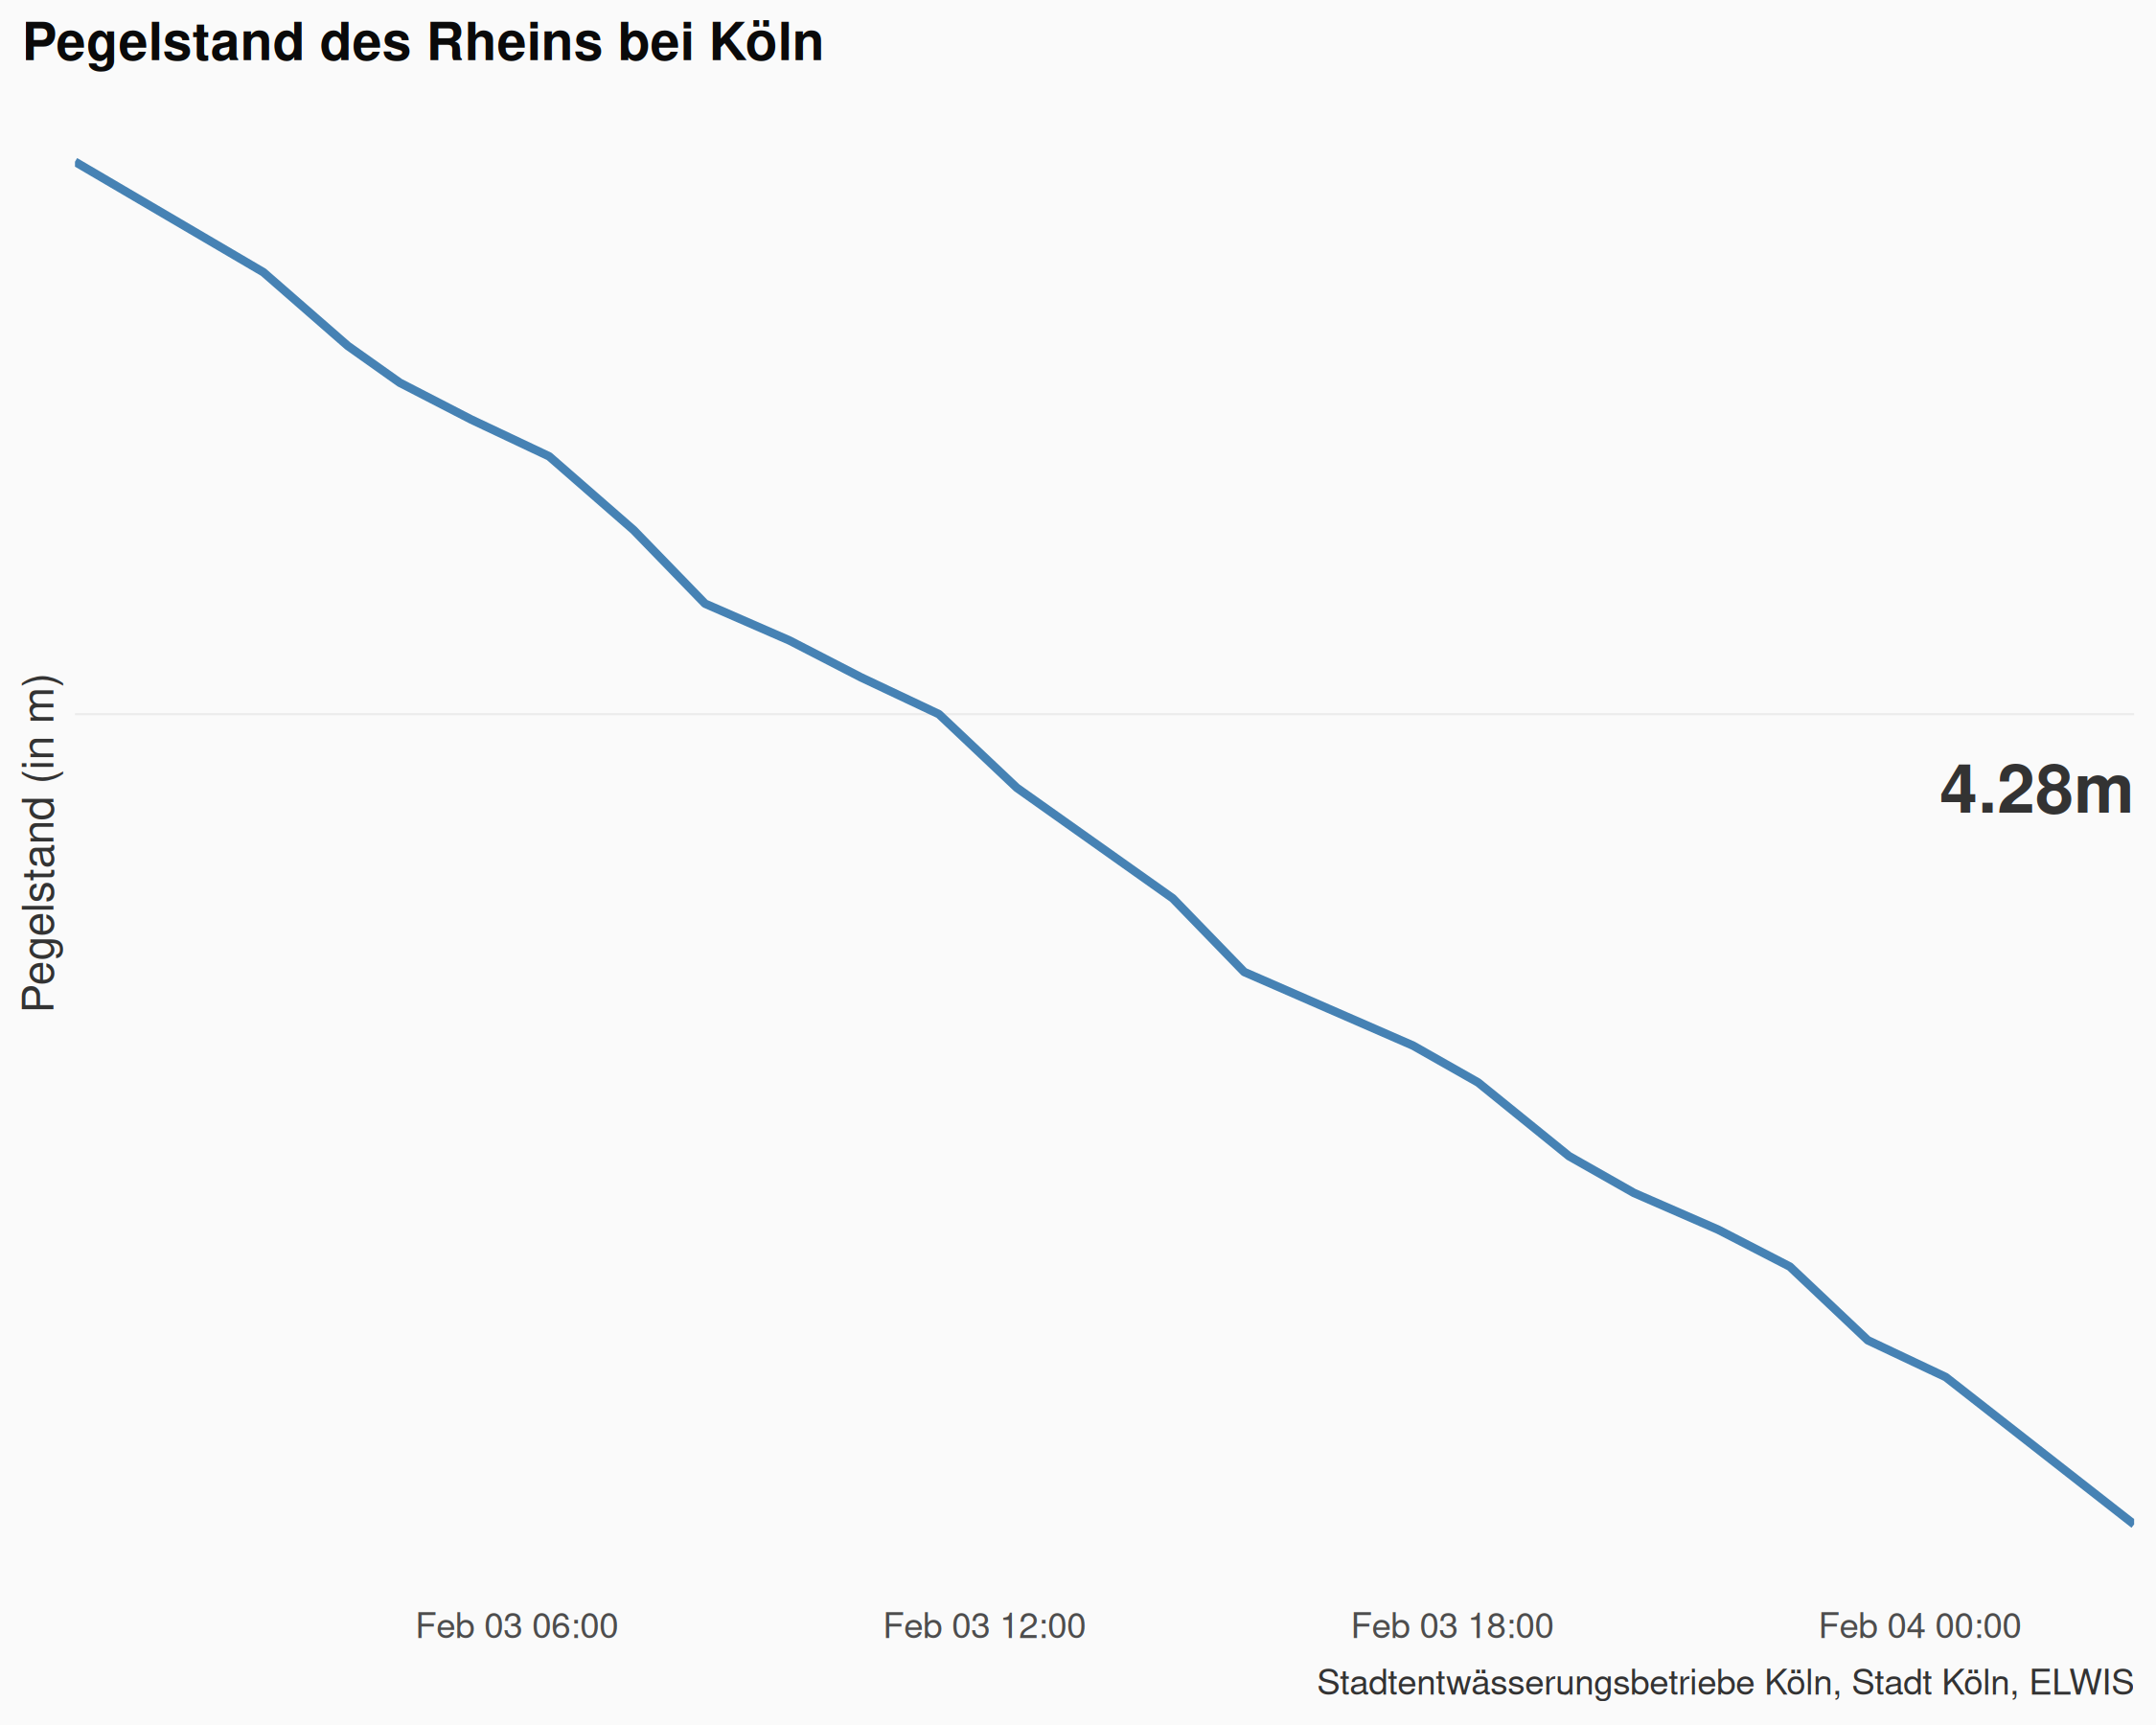 Pegelstand des Rheins bei Köln
Pegelstand (in m)
4.28m
Feb 03 06:00
Feb 03 12:00
Feb 03 18:00
Feb 04 00:00
Stadtentwässerungsbetriebe Köln, Stadt Köln, ELWIS